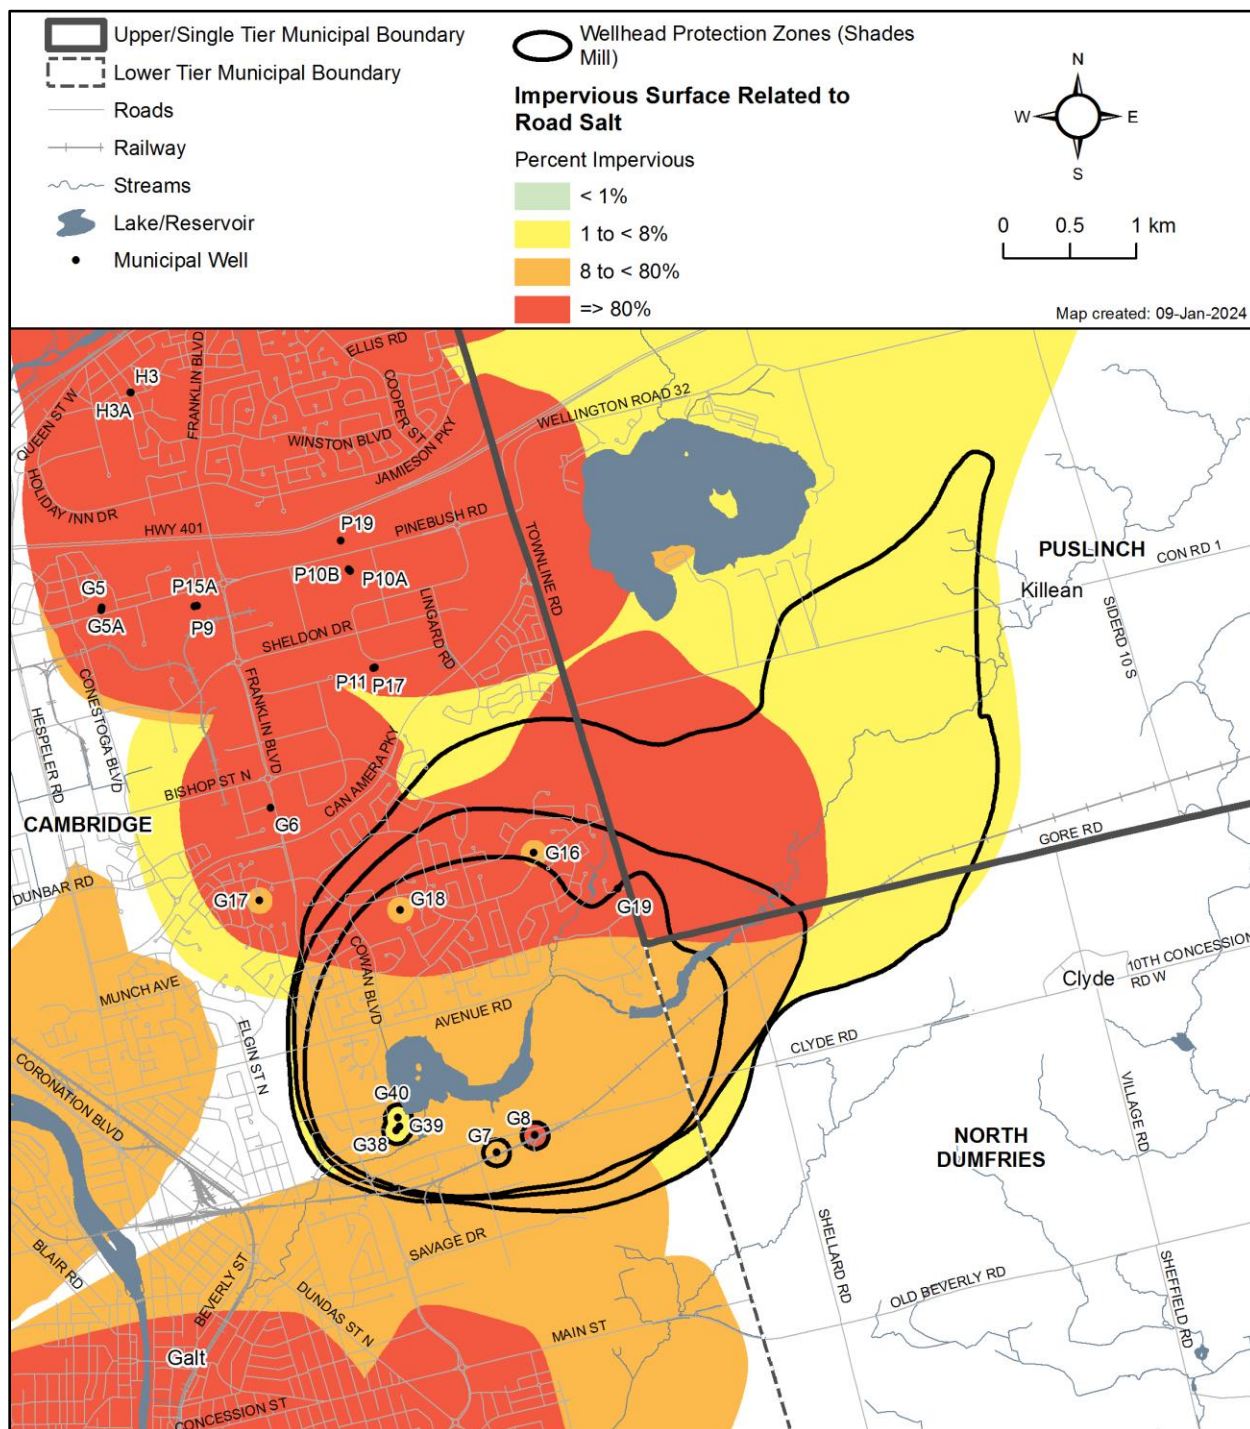 Upper/Single Tier Municipal Boundary
Lower Tier Municipal Boundary
Roads
Railway
Streams
Lake/Reservoir
Municipal Well
Wellhead Protection Zones (Shades
Mill)
Impervious Surface Related to
Road Salt
Percent Impervious
< 1%
1 to < 8%
8 to < 80%
=> 80%
N
W
E
S
0 0.5 1 km
Map created: 09-Jan-2024
ELLIS RD
FRANKLIN BLVD
H3
H3A
COOPER ST
QUEEN ST W
WINSTON BLVD
JAMIESON PKY
WELLINGTON ROAD 32
HOLIDAY INN DR
HWY 401
PINEBUSH RD
P19
TOWNLINE RD
PUSLINCH
CON RD 1
P10B
P10A
G5
P15A
G5A
P9
LINGARD RD
Killean
SIDERD 10 S
SHELDON DR
P11
P17
CONESTOGA BLVD
FRANKLIN BLVD
HESPELER RD
BISHOP ST N
CAN AMERA PKY
G6
CAMBRIDGE
GORE RD
G16
DUNBAR RD
G17
G18
G19
COWAN BLVD
10TH CONCESSION
RD W
Clyde
MUNCH AVE
AVENUE RD
ELGIN ST N
CLYDE RD
CORONATION BLVD
VILLAGE RD
G40
G39
G38
G7
G8
NORTH
DUMFRIES
SHELLARD RD
BLAIR RD
BEVERLY ST
SAVAGE DR
OLD BEVERLY RD
SHEFFIELD RD
DUNDAS ST N
MAIN ST
Galt
CONCESSION ST